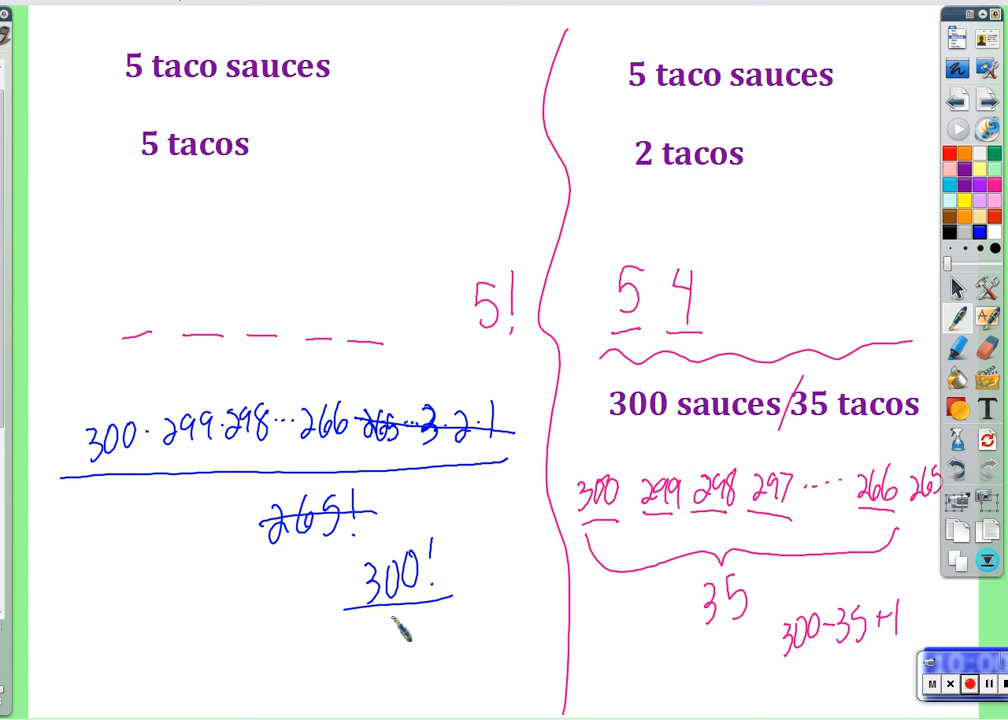 5 taco sauces
5 tacos
5!
300 · 299 · 298 ··· 266 265 ··· 3 · 2 · 1
265!
300!
5 taco sauces
2 tacos
5 4
300 sauces/35 tacos
300 299 298 297 ···· 266 265
35
300-35+1
T
M